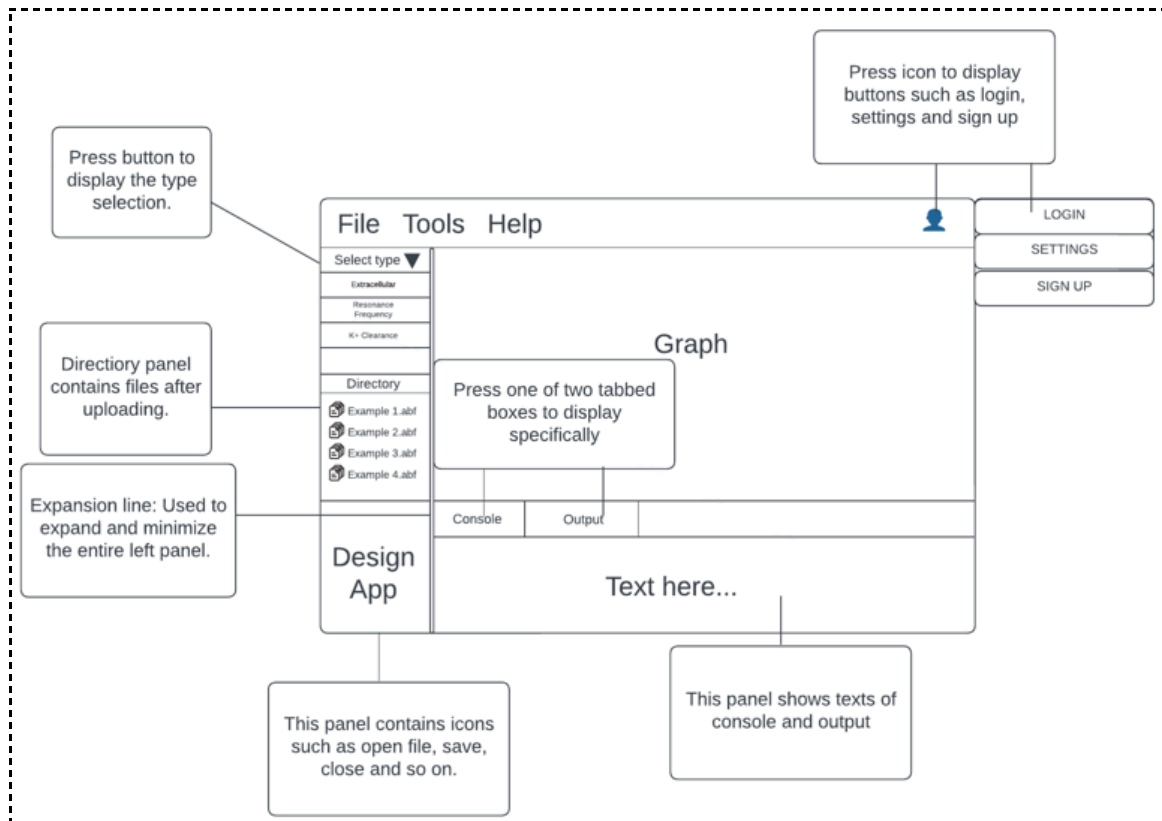 Press icon to display
buttons such as login,
settings and sign up
Press button to
display the type
selection.
File Tools Help
LOGIN
SETTINGS
SIGN UP
Select type
Extracellular
Resonance
Frequency
K+ Clearance
Graph
Directiory panel
contains files after
uploading.
Directory
Example 1.abf
Example 2.abf
Example 3.abf
Example 4.abf
Press one of two tabbed
boxes to display
specifically
Expansion line: Used to
expand and minimize
the entire left panel.
Console
Output
Design
App
Text here...
This panel contains icons
such as open file, save,
close and so on.
This panel shows texts of
console and output